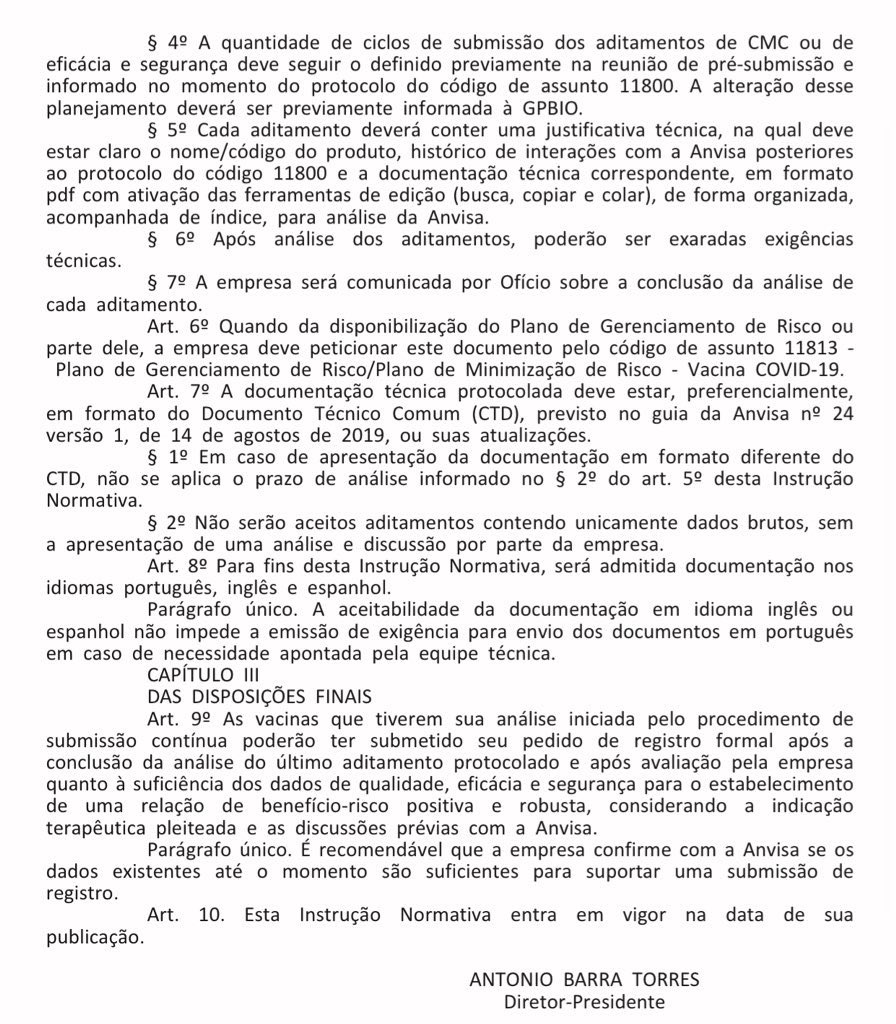 § 4º A quantidade de ciclos de submissão dos aditamentos de CMC ou de
eficácia e segurança deve seguir o definido previamente na reunião de pré-submissão e
informado no momento do protocolo do código de assunto 11800. A alteração desse
planejamento deverá ser previamente informada à GPBIO.
§ 5º Cada aditamento deverá conter uma justificativa técnica, na qual deve
estar claro o nome/código do produto, histórico de interações com a Anvisa posteriores
ao protocolo do código 11800 e a documentação técnica correspondente, em formato
pdf com ativação das ferramentas de edição (busca, copiar e colar), de forma organizada,
acompanhada de índice, para análise da Anvisa.
§ 6º Após análise dos aditamentos, poderão ser exaradas exigências
técnicas.
§ 7º A empresa será comunicada por Ofício sobre a conclusão da análise de
cada aditamento.
Art. 6º Quando da disponibilização do Plano de Gerenciamento de Risco ou
parte dele, a empresa deve peticionar este documento pelo código de assunto 11813 -
Plano de Gerenciamento de Risco/Plano de Minimização de Risco - Vacina COVID-19.
Art. 7º A documentação técnica protocolada deve estar, preferencialmente,
em formato do Documento Técnico Comum (CTD), previsto no guia da Anvisa nº 24
versão 1, de 14 de agostos de 2019, ou suas atualizações.
§ 1º Em caso de apresentação da documentação em formato diferente do
CTD, não se aplica o prazo de análise informado no § 2º do art. 5º desta Instrução
Normativa.
§ 2º Não serão aceitos aditamentos contendo unicamente dados brutos, sem
a apresentação de uma análise e discussão por parte da empresa.
Art. 8º Para fins desta Instrução Normativa, será admitida documentação nos
idiomas português, inglês e espanhol.
Parágrafo único. A aceitabilidade da documentação em idioma inglês ou
espanhol não impede a emissão de exigência para envio dos documentos em português
em caso de necessidade apontada pela equipe técnica.
CAPÍTULO III
DAS DISPOSIÇÕES FINAIS
Art. 9º As vacinas que tiverem sua análise iniciada pelo procedimento de
submissão contínua poderão ter submetido seu pedido de registro formal após a
conclusão da análise do último aditamento protocolado e após avaliação pela empresa
quanto à suficiência dos dados de qualidade, eficácia e segurança para o estabelecimento
de uma relação de benefício-risco positiva e robusta, considerando a indicação
terapêutica pleiteada e as discussões prévias com a Anvisa.
Parágrafo único. É recomendável que a empresa confirme com a Anvisa se os
dados existentes até o momento são suficientes para suportar uma submissão de
registro.
Art. 10. Esta Instrução Normativa entra em vigor na data de sua
publicação.
ANTONIO BARRA TORRES
Diretor-Presidente